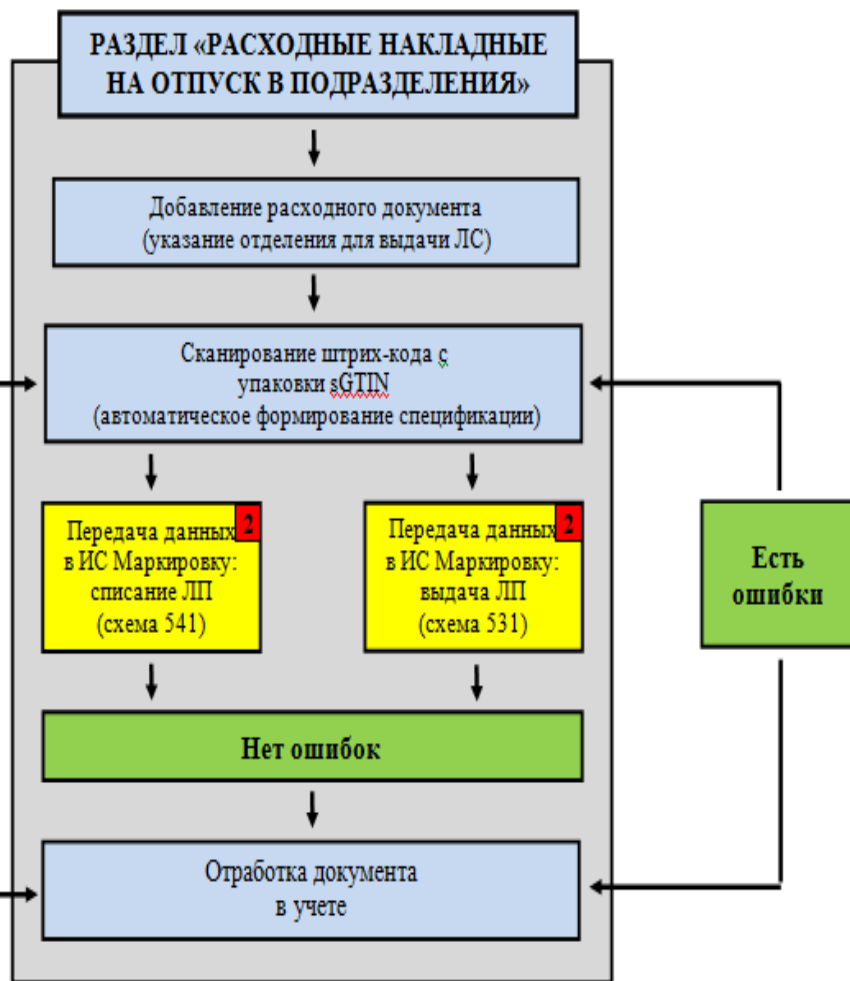 РАЗДЕЛ «РАСХОДНЫЕ НАКЛАДНЫЕ
НА ОТПУСК В ПОДРАЗДЕЛЕНИЯ»
Добавление расходного документа
(указание отделения для выдачи ЛС)
Сканирование штрих-кода с
упаковки sGTIN
(автоматическое формирование спецификации)
2
Передача данных
в ИС Маркировку:
списание ЛП
(схема 541)
2
Передача данных
в ИС Маркировку:
выдача ЛП
(схема 531)
Есть
ошибки
Нет ошибок
Отработка документа
в учете